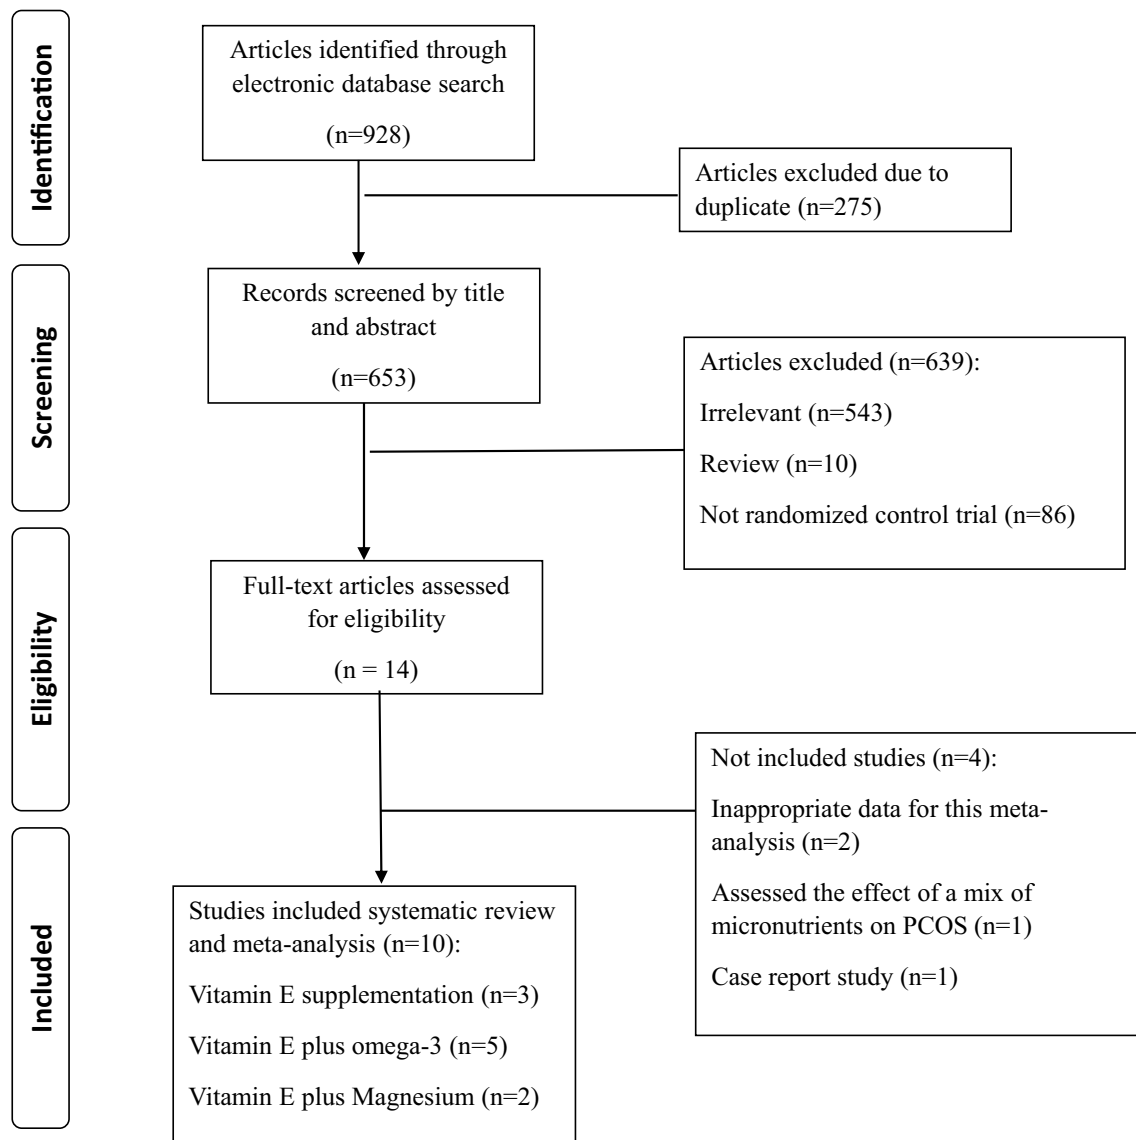 Identification
Articles identified through
electronic database search
(n=928)
Articles excluded due to
duplicate (n=275)
Screening
Records screened by title
and abstract
(n=653)
Articles excluded (n=639):
Irrelevant (n=543)
Review (n=10)
Not randomized control trial (n=86)
Eligibility
Full-text articles assessed
for eligibility
(n = 14)
Not included studies (n=4):
Inappropriate data for this meta-
analysis (n=2)
Assessed the effect of a mix of
micronutrients on PCOS (n=1)
Case report study (n=1)
Included
Studies included systematic review
and meta-analysis (n=10):
Vitamin E supplementation (n=3)
Vitamin E plus omega-3 (n=5)
Vitamin E plus Magnesium (n=2)